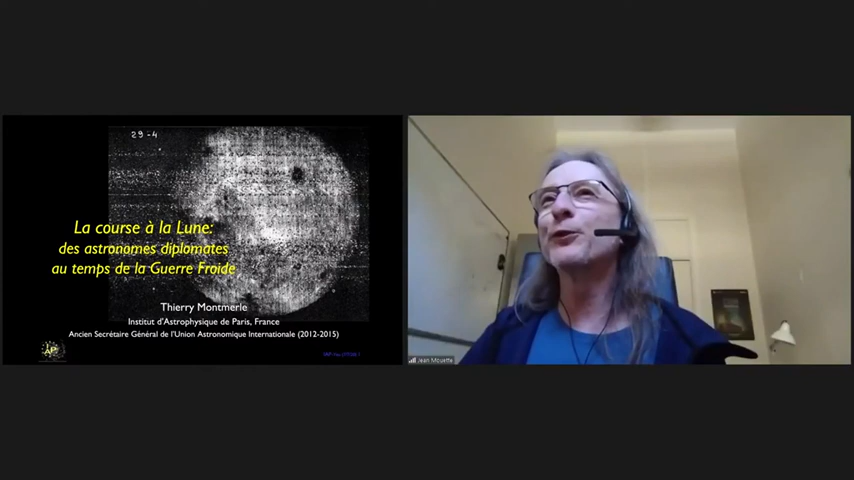 29-4
La course à la Lune:
des astronomes diplomates
au temps de la Guerre Froide
Thierry Montmerle
Institut d'Astrophysique de Paris, France
Ancien Secrétaire Général de l'Union Astronomique Internationale (2012-2015)
Jean Mouette